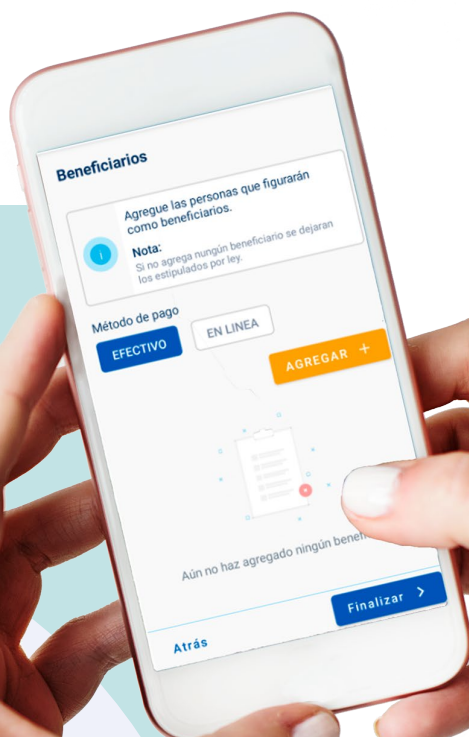 Beneficiarios
Agregue las personas que figurarán
como beneficiarios.
Nota:
Si no agrega nungún beneficiario se dejaran
los estipulados por ley.
Método de pago
EFECTIVO
EN LINEA
AGREGAR +
Aún no haz agregado ningún
Atrás
Finalizar >